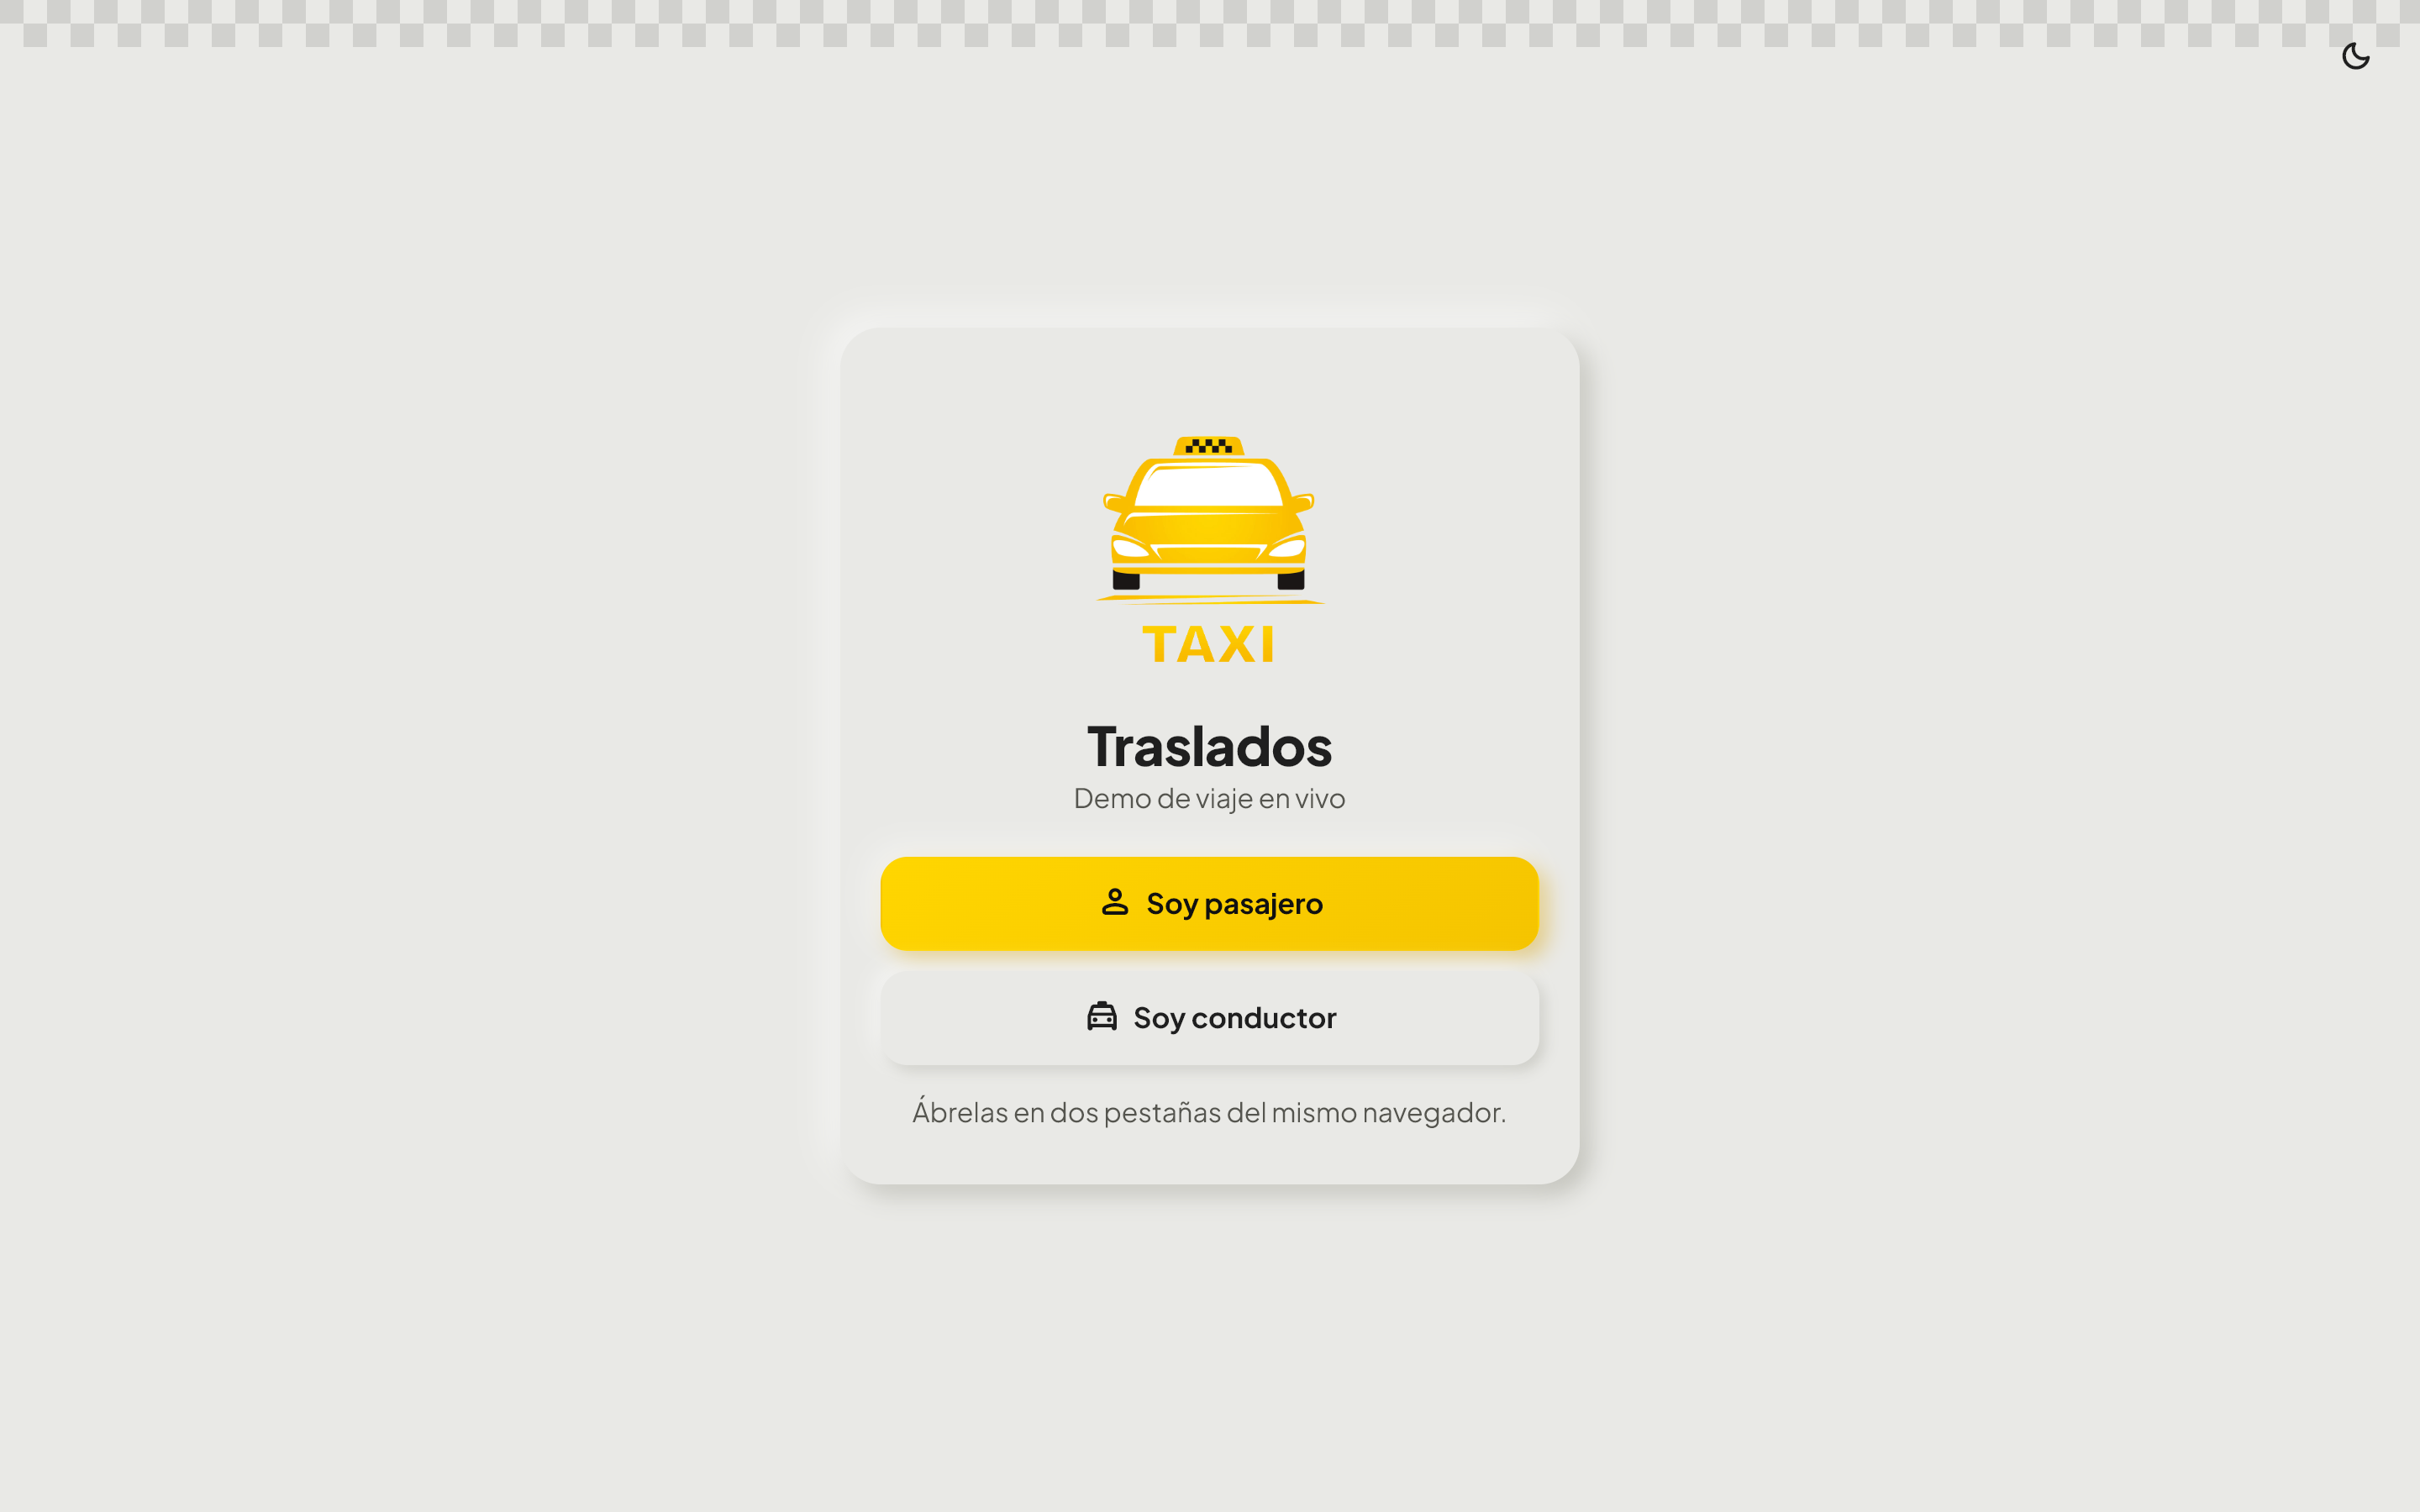 TAXI
Traslados
Demo de viaje en vivo
Soy pasajero
Soy conductor
Ábrelas en dos pestañas del mismo navegador.